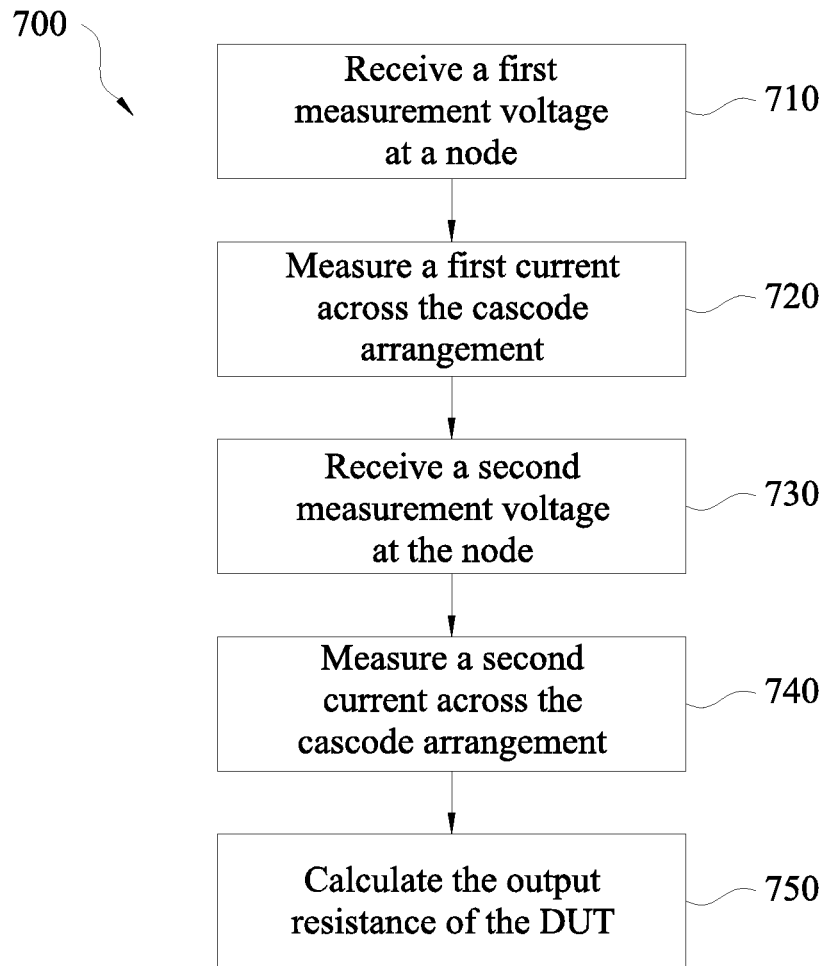 700
Receive a first
measurement voltage
at a node
710
Measure a first current
across the cascode
arrangement
720
Receive a second
measurement voltage
at the node
730
Measure a second
current across the
cascode arrangement
740
Calculate the output
resistance of the DUT
750